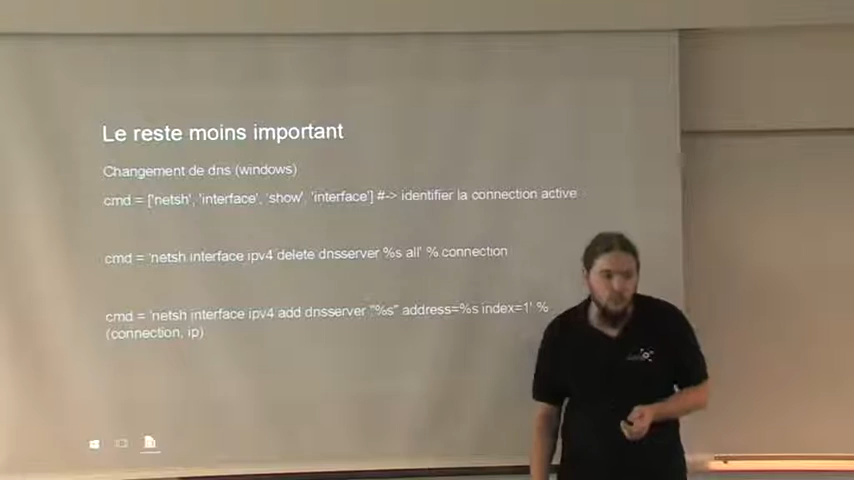 Le reste moins important
Changement de dns (windows)
cmd = ['netsh', 'interface', 'show', 'interface'] #-> identifier la connection active
cmd = 'netsh interface ipv4 delete dnsserver %s all' % connection
cmd = 'netsh interface ipv4 add dnsserver "%s" address=%s index=1' %
(connection, ip)